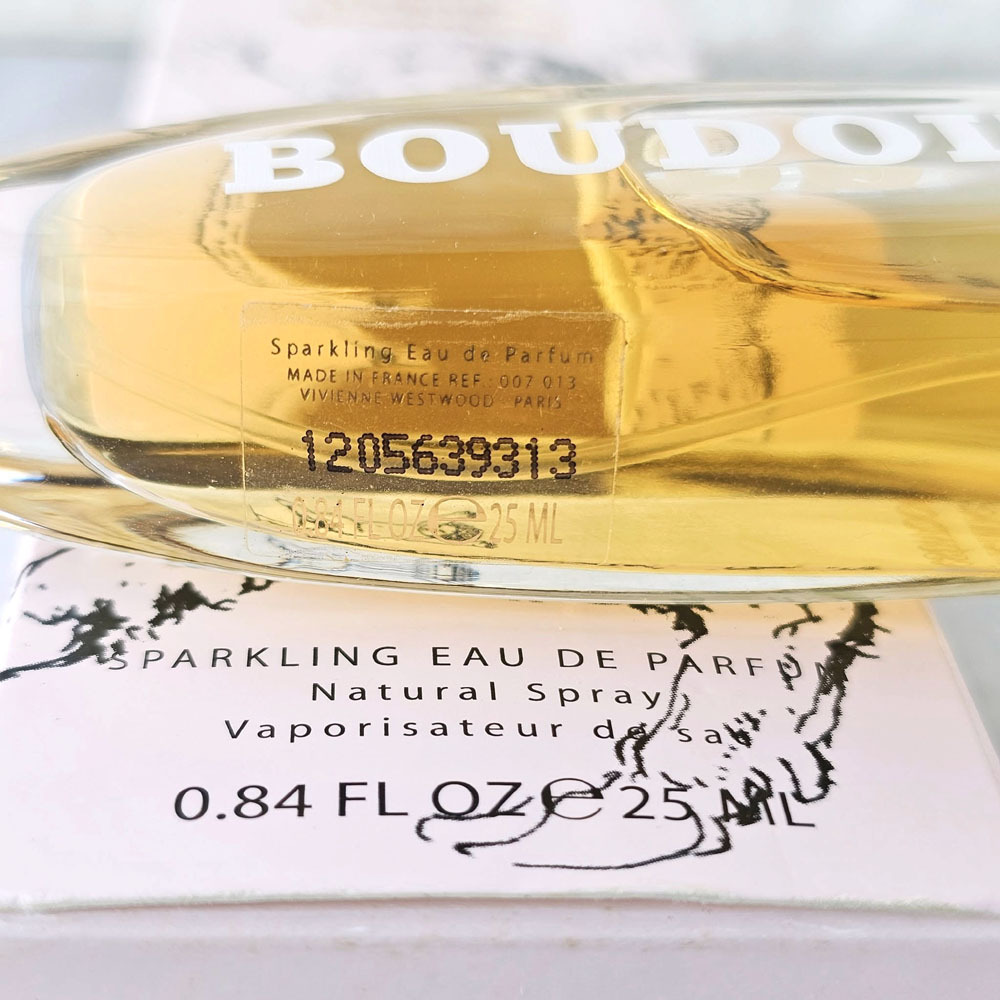 BOUDOI
Sparkling Eau de Parfum
MADE IN FRANCE REF.: 007 013
VIVIENNE WESTWOOD PARIS
1205639313
0.84 FL OZ ℮ 25 ML
SPARKLING EAU DE PARFUM
Natural Spray
Vaporisateur de sac
0.84 FL OZ ℮ 25 ML